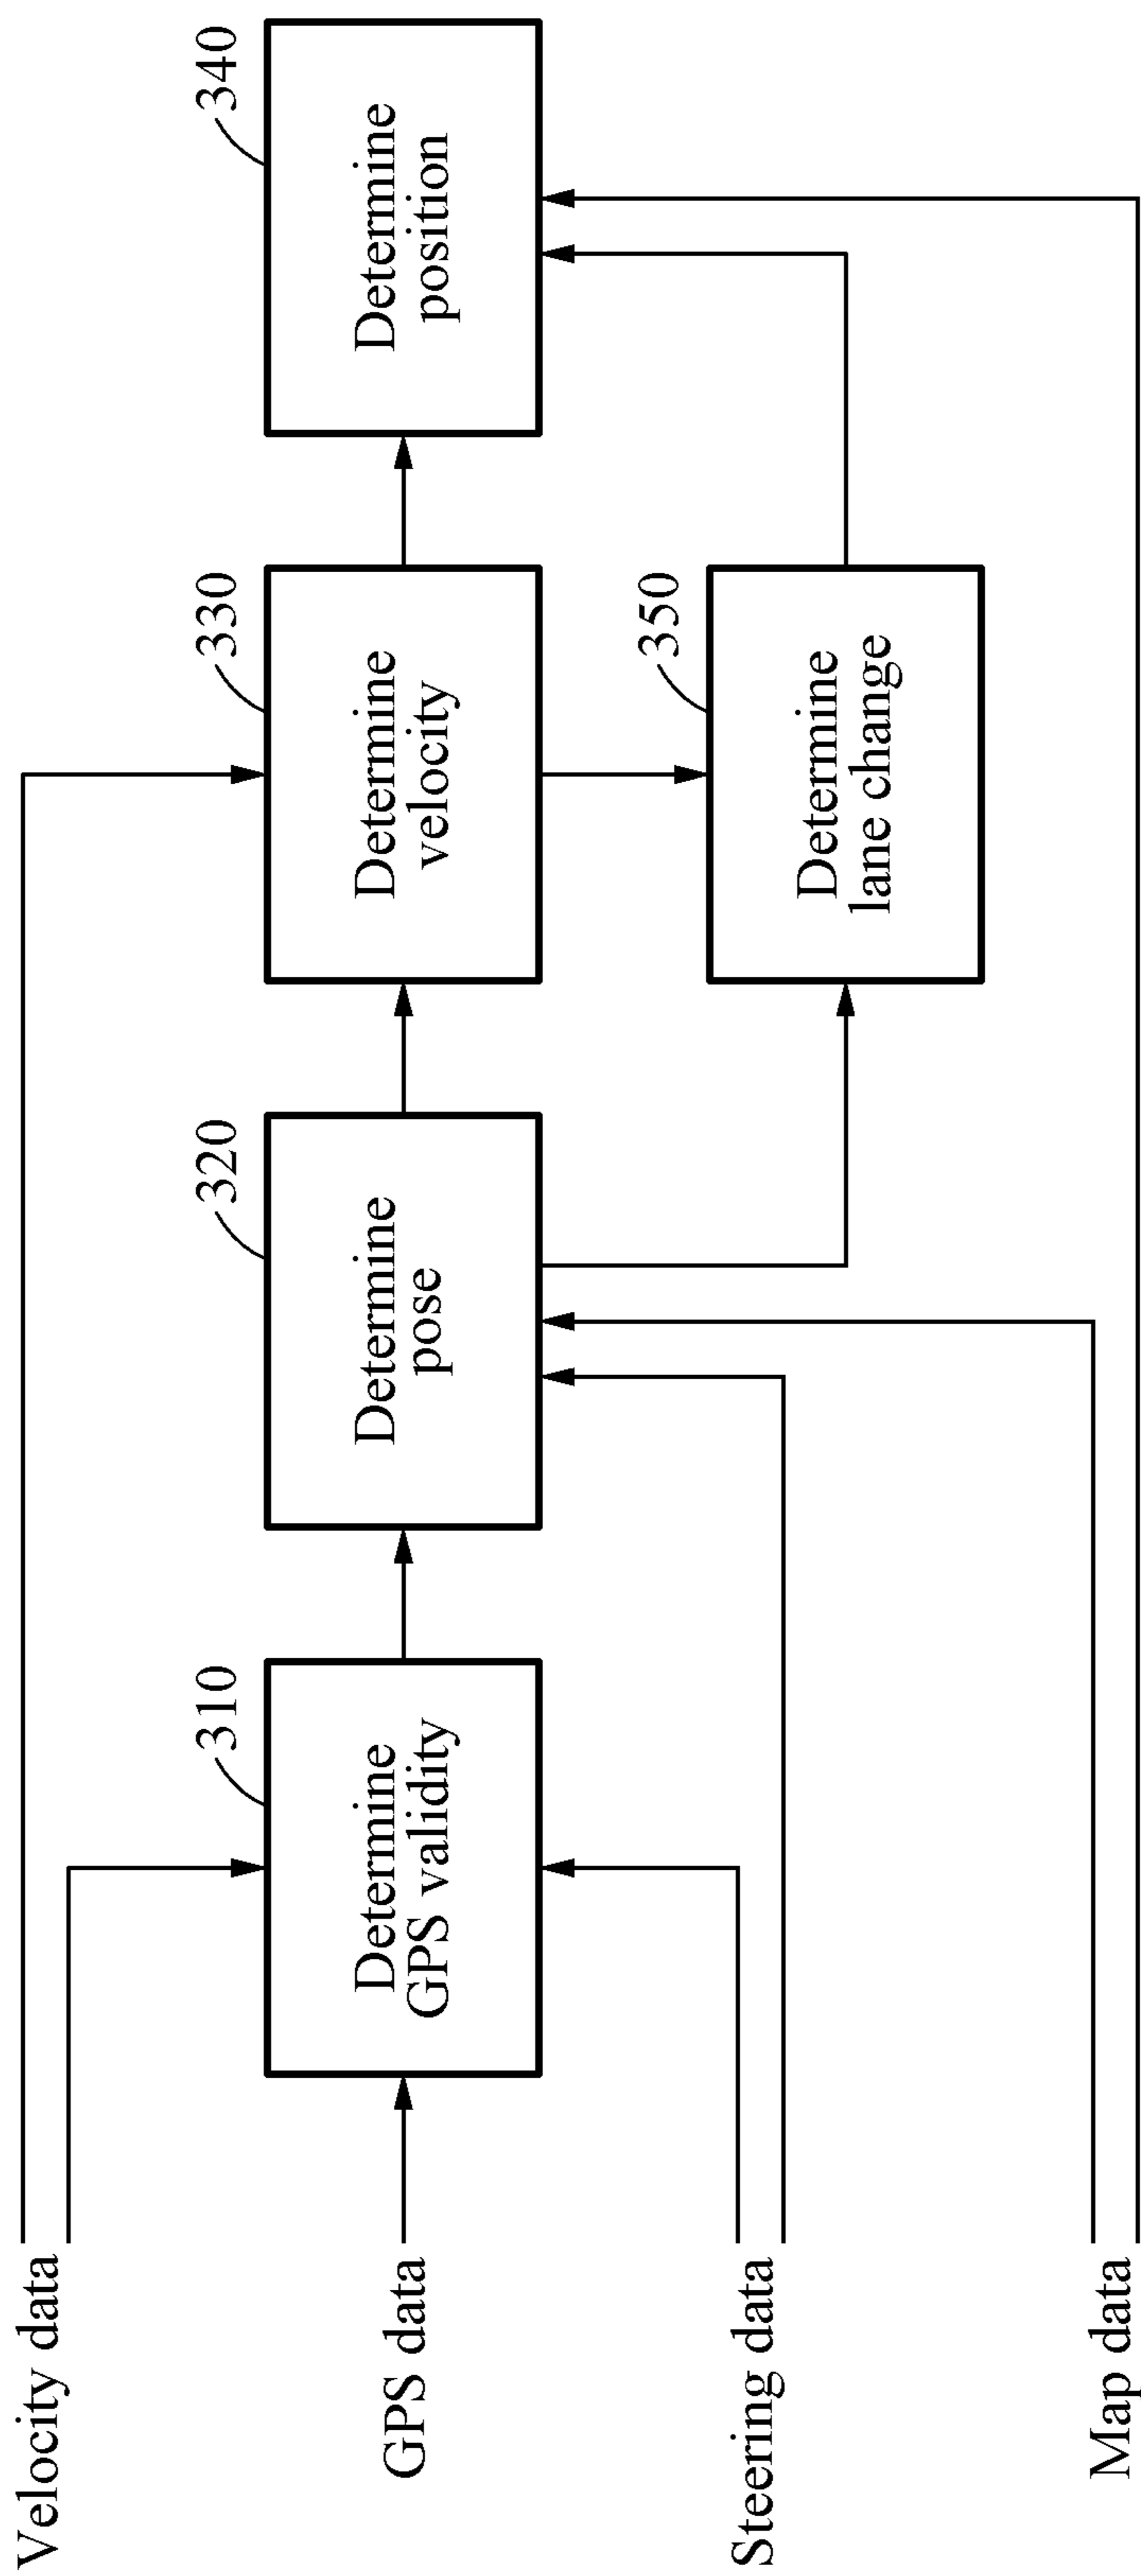 Velocity data
GPS data
Steering data
Map data
310
Determine
GPS validity
320
Determine
pose
330
Determine
velocity
340
Determine
position
350
Determine
lane change